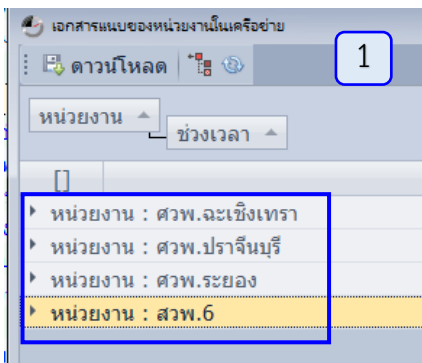 เอกสารแนบของหน่วยงานในเครือข่าย
ดาวน์โหลด
1
หน่วยงาน
ช่วงเวลา
[]
หน่วยงาน : ศวพ.ฉะเชิงเทรา
หน่วยงาน : ศวพ.ปราจีนบุรี
หน่วยงาน : ศวพ.ระยอง
หน่วยงาน : สวพ.6